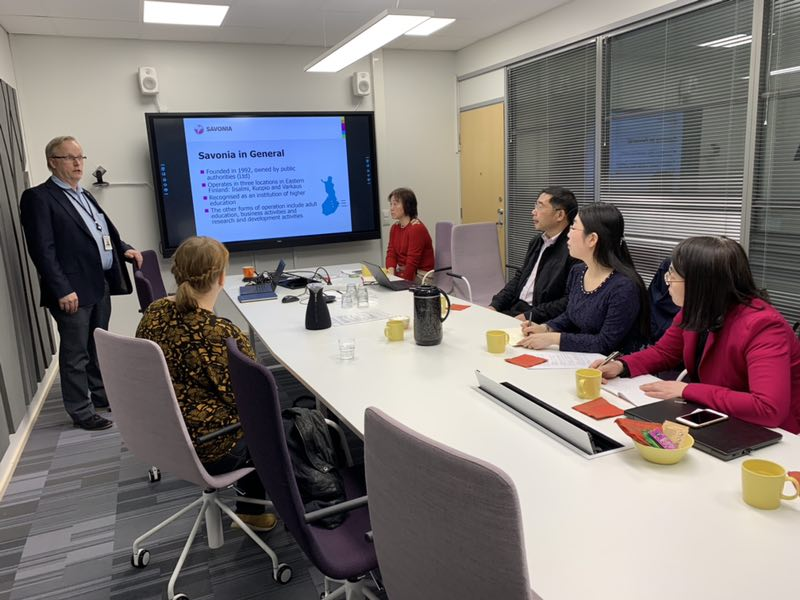 SAVONIA
Savonia in General
Founded in 1992, owned by public
authorities (Ltd)
Operates in three locations in Eastern
Finland: Iisalmi, Kuopio and Varkaus
Recognised as an institution of higher
education.
The other forms of operation include adult
education, business activities and
research and development activities